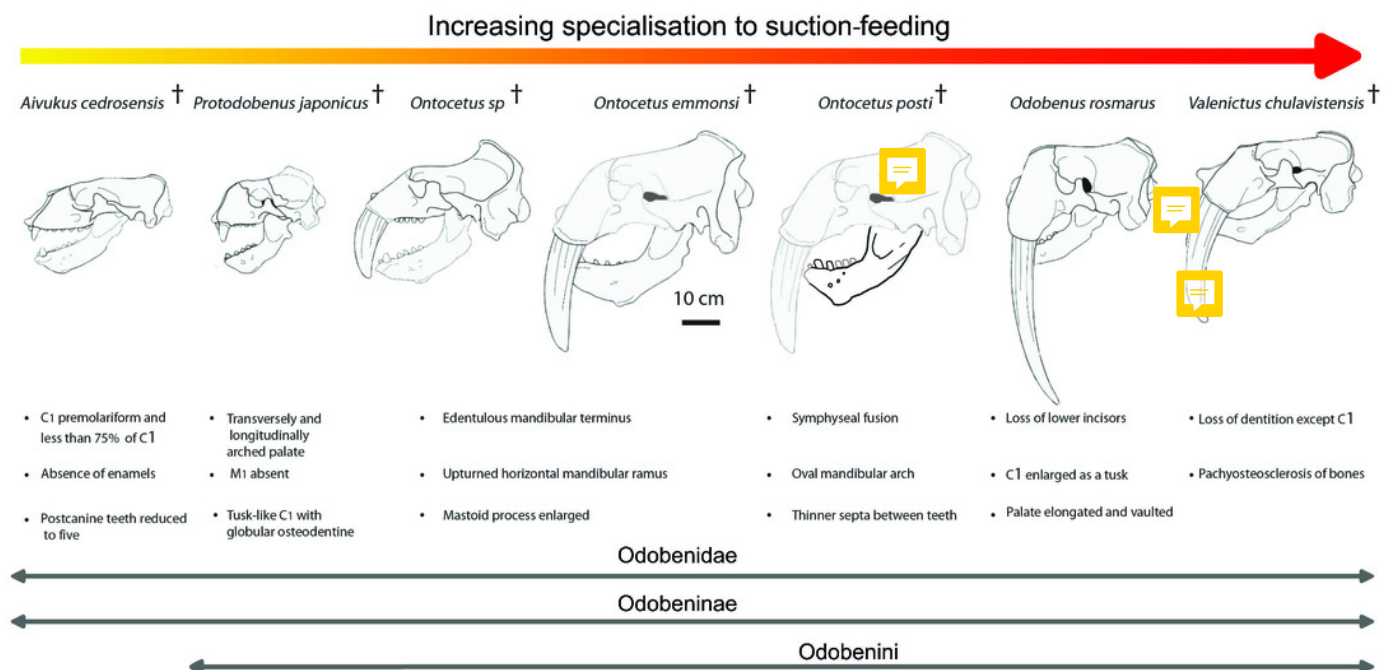 Increasing specialisation to suction-feeding
Aivukus cedrosensis † Protodobenus japonicus † Ontocetus sp † Ontocetus emmonsi † Ontocetus posti † Odobenus rosmarus Valenictus chulavistensis †
10 cm
• C1 premolariform and
less than 75% of C1
• Absence of enamels
• Postcanine teeth reduced
to five
• Transversely and
longitudinally
arched palate
• M1 absent
• Tusk-like C1 with
globular osteodentine
• Edentulous mandibular terminus
• Upturned horizontal mandibular ramus
• Mastoid process enlarged
• Symphyseal fusion
• Oval mandibular arch
• Thinner septa between teeth
• Loss of lower incisors
• C1 enlarged as a tusk
• Palate elongated and vaulted
• Loss of dentition except C1
• Pachyosteosclerosis of bones
Odobenidae
Odobeninae
Odobenini